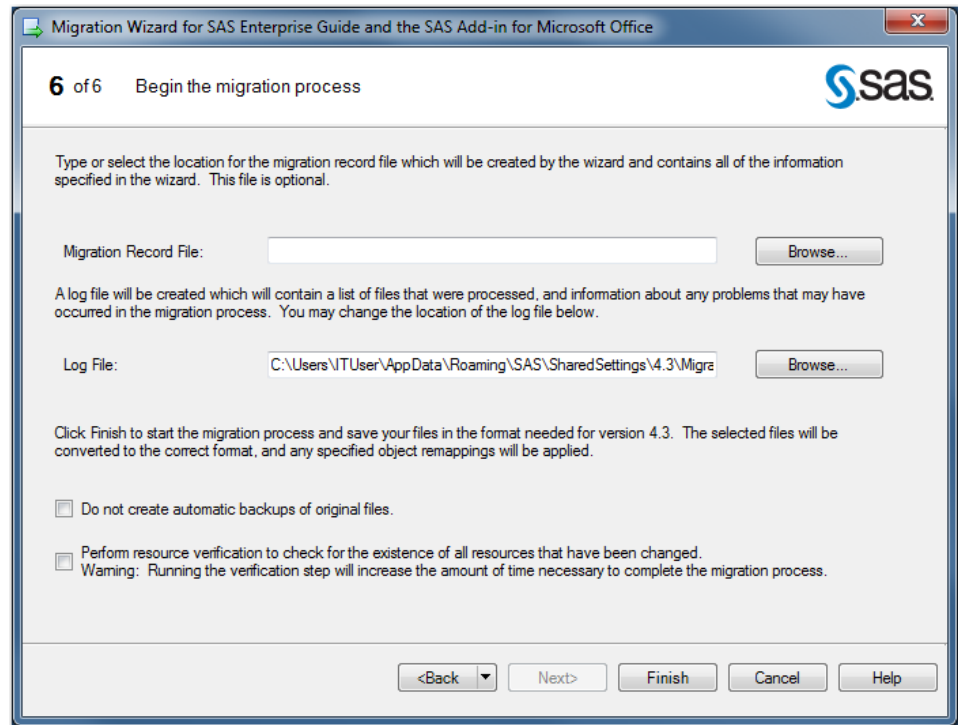 Migration Wizard for SAS Enterprise Guide and the SAS Add-in for Microsoft Office
6 of 6 Begin the migration process
sas
Type or select the location for the migration record file which will be created by the wizard and contains all of the information
specified in the wizard. This file is optional.
Migration Record File:
Browse...
A log file will be created which will contain a list of files that were processed, and information about any problems that may have
occurred in the migration process. You may change the location of the log file below.
Log File: C:\Users\ITUser\AppData\Roaming\SAS\SharedSettings\4.3\Migra Browse...
Click Finish to start the migration process and save your files in the format needed for version 4.3. The selected files will be
converted to the correct format, and any specified object remappings will be applied.
Do not create automatic backups of original files.
Perform resource verification to check for the existence of all resources that have been changed.
Warning: Running the verification step will increase the amount of time necessary to complete the migration process.
<Back Next> Finish Cancel Help